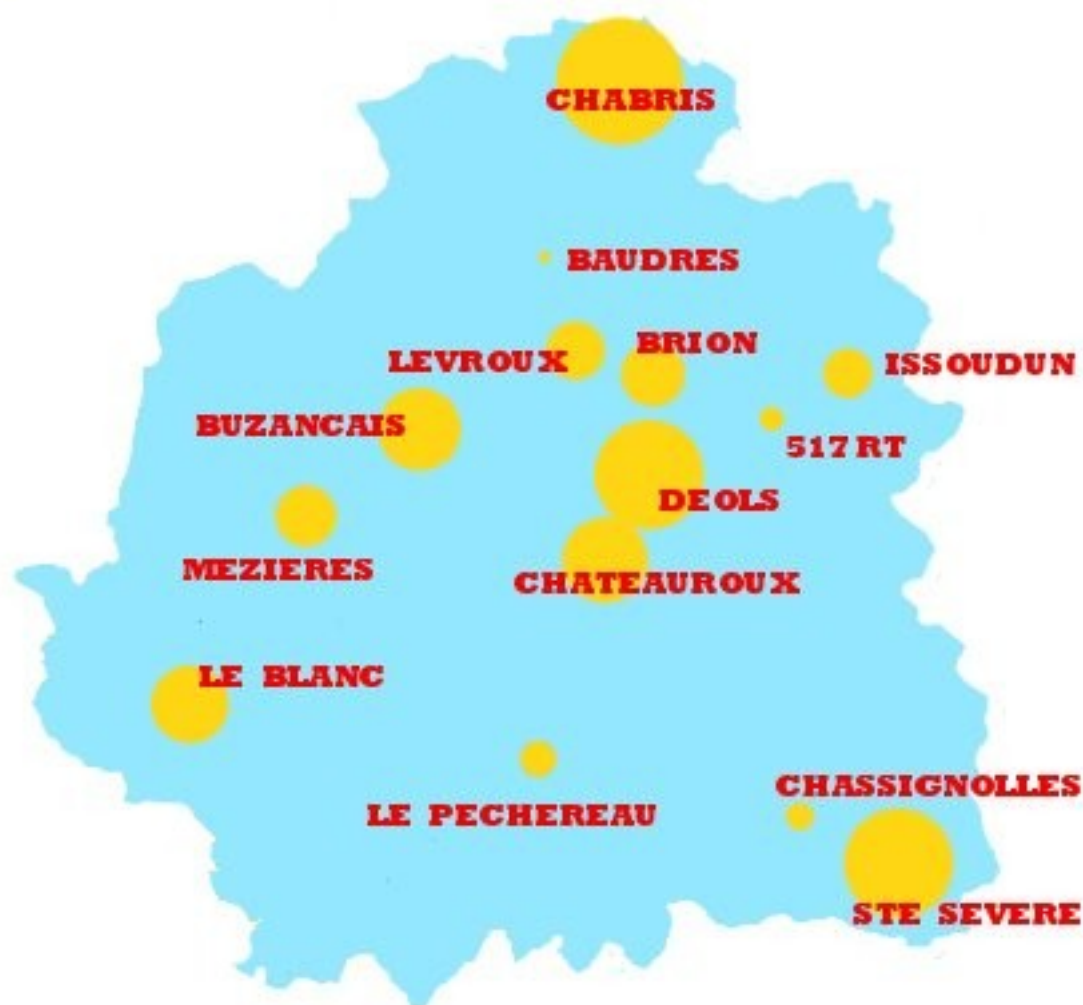 CHABRIS
BAUDRES
BRION
LEVROUX
ISSOUDUN
BUZANCAIS
517 RT
DEOLS
MEZIERES
CHATEAUROUX
LE BLANC
CHASSIGNOLLES
LE PECHEREAU
STE SEVERE